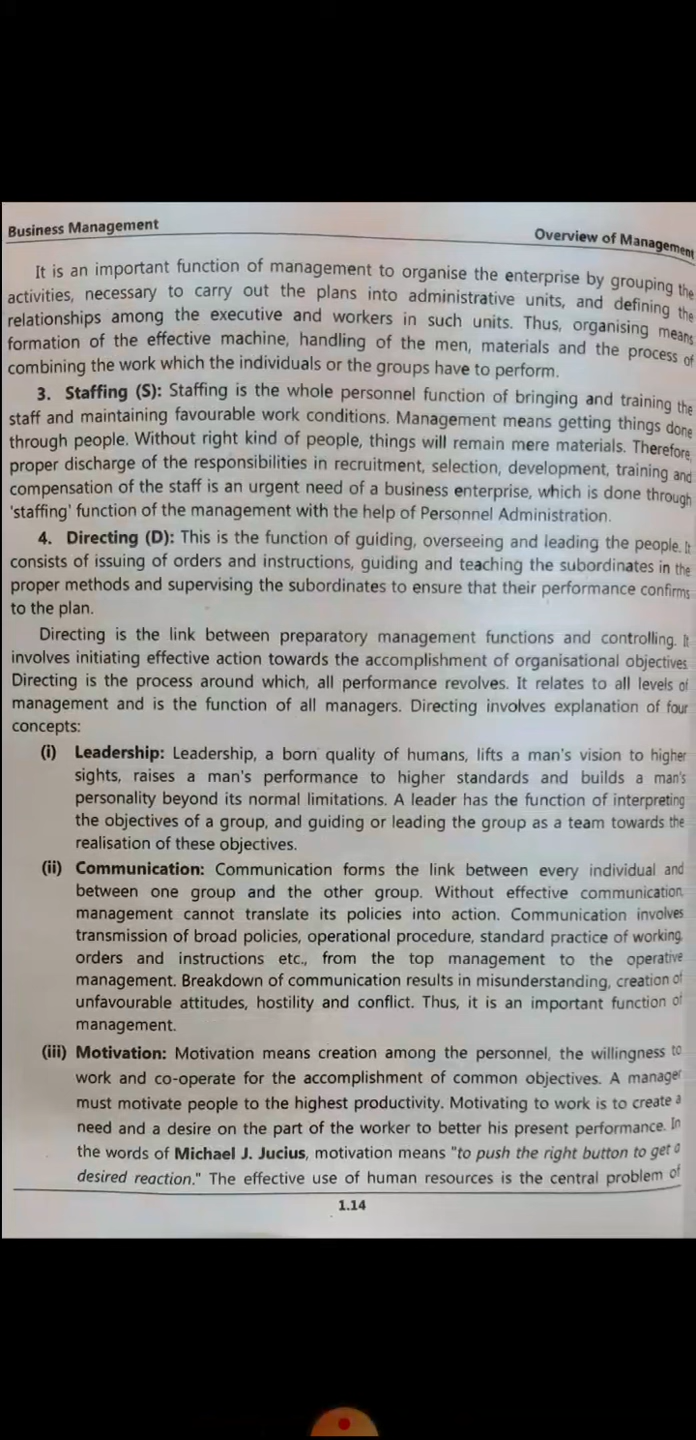 Business Management
Overview of Management
It is an important function of management to organise the enterprise by grouping the
activities, necessary to carry out the plans into administrative units, and defining the
relationships among the executive and workers in such units. Thus, organising means
formation of the effective machine, handling of the men, materials and the process of
combining the work which the individuals or the groups have to perform.
3. Staffing (S): Staffing is the whole personnel function of bringing and training the
staff and maintaining favourable work conditions. Management means getting things done
through people. Without right kind of people, things will remain mere materials. Therefore,
proper discharge of the responsibilities in recruitment, selection, development, training and
compensation of the staff is an urgent need of a business enterprise, which is done through
'staffing' function of the management with the help of Personnel Administration.
4. Directing (D): This is the function of guiding, overseeing and leading the people. It
consists of issuing of orders and instructions, guiding and teaching the subordinates in the
proper methods and supervising the subordinates to ensure that their performance confirms
to the plan.
Directing is the link between preparatory management functions and controlling. It
involves initiating effective action towards the accomplishment of organisational objectives.
Directing is the process around which, all performance revolves. It relates to all levels of
management and is the function of all managers. Directing involves explanation of four
concepts:
(i) Leadership: Leadership, a born quality of humans, lifts a man's vision to higher
sights, raises a man's performance to higher standards and builds a man's
personality beyond its normal limitations. A leader has the function of interpreting
the objectives of a group, and guiding or leading the group as a team towards the
realisation of these objectives.
(ii) Communication: Communication forms the link between every individual and
between one group and the other group. Without effective communication,
management cannot translate its policies into action. Communication involves
transmission of broad policies, operational procedure, standard practice of working,
orders and instructions etc., from the top management to the operative
management. Breakdown of communication results in misunderstanding, creation of
unfavourable attitudes, hostility and conflict. Thus, it is an important function of
management.
(iii) Motivation: Motivation means creation among the personnel, the willingness to
work and co-operate for the accomplishment of common objectives. A manager
must motivate people to the highest productivity. Motivating to work is to create a
need and a desire on the part of the worker to better his present performance. In
the words of Michael J. Jucius, motivation means "to push the right button to get a
desired reaction." The effective use of human resources is the central problem of
1.14